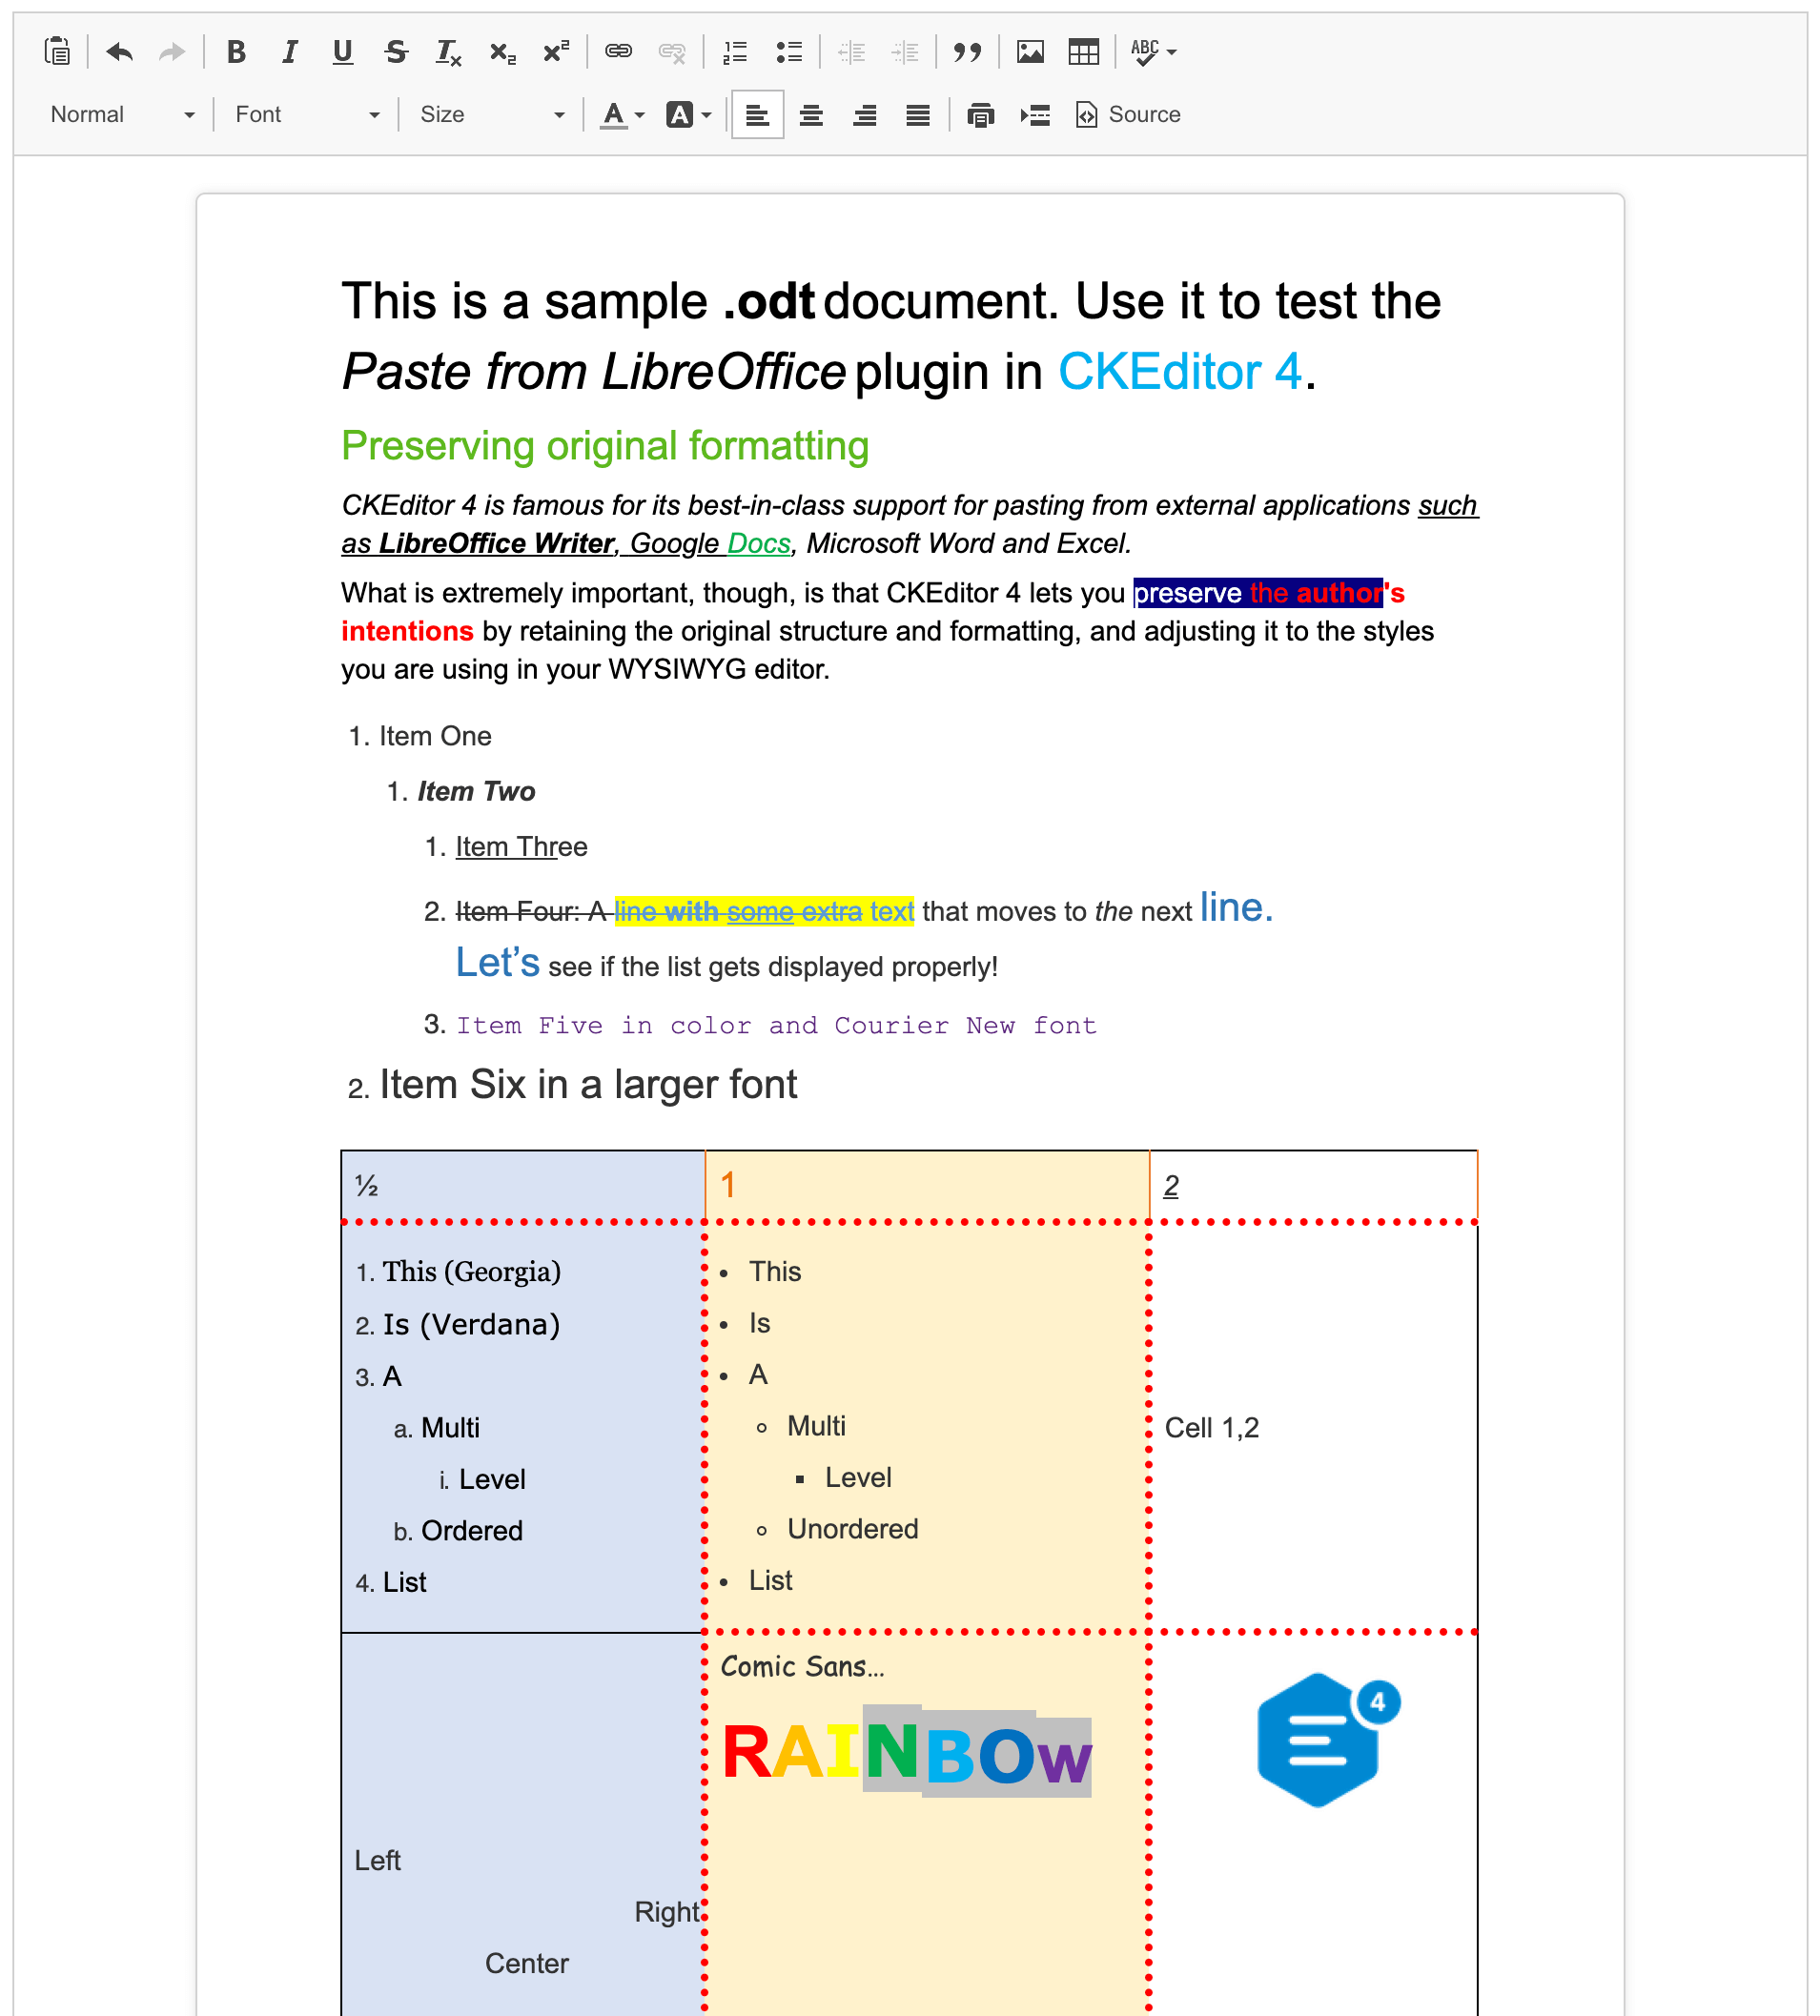 ABC
Normal Font Size A A Source
This is a sample .odt document. Use it to test the
Paste from LibreOffice plugin in CKEditor 4.
Preserving original formatting
CKEditor 4 is famous for its best-in-class support for pasting from external applications such
as LibreOffice Writer, Google Docs, Microsoft Word and Excel.
What is extremely important, though, is that CKEditor 4 lets you preserve the author's
intentions by retaining the original structure and formatting, and adjusting it to the styles
you are using in your WYSIWYG editor.
1. Item One
1. Item Two
1. Item Three
2. Item Four: A line with some extra text that moves to the next line.
Let’s see if the list gets displayed properly!
3. Item Five in color and Courier New font
2. Item Six in a larger font
½ 1 2
1. This (Georgia)
2. Is (Verdana)
3. A
a. Multi
i. Level
b. Ordered
4. List
• This
• Is
• A
◦ Multi
▪ Level
◦ Unordered
• List
Cell 1,2
Left
Right
Center
Comic Sans...
RAINBOw
4